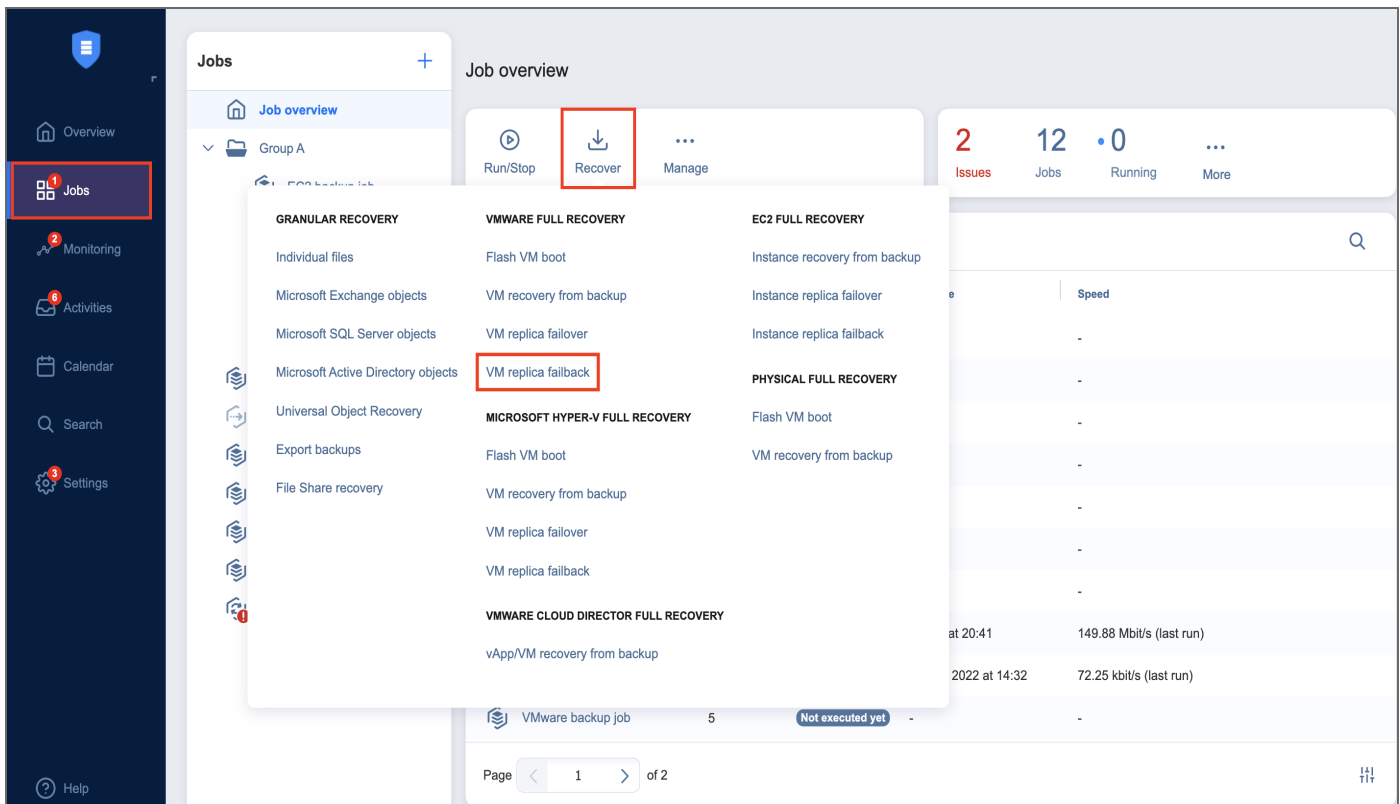 Overview
1
Jobs
2
Monitoring
6
Activities
Calendar
Search
3
Settings
Help
Jobs
+
Job overview
Group A
EC2 backup job
Job overview
Run/Stop
Recover
Manage
2
Issues
12
Jobs
0
Running
More
GRANULAR RECOVERY
Individual files
Microsoft Exchange objects
Microsoft SQL Server objects
Microsoft Active Directory objects
Universal Object Recovery
Export backups
File Share recovery
VMWARE FULL RECOVERY
Flash VM boot
VM recovery from backup
VM replica failover
VM replica failback
MICROSOFT HYPER-V FULL RECOVERY
Flash VM boot
VM recovery from backup
VM replica failover
VM replica failback
VMWARE CLOUD DIRECTOR FULL RECOVERY
vApp/VM recovery from backup
EC2 FULL RECOVERY
Instance recovery from backup
Instance replica failover
Instance replica failback
PHYSICAL FULL RECOVERY
Flash VM boot
VM recovery from backup
e Speed
-
-
-
-
-
-
-
at 20:41 149.88 Mbit/s (last run)
2022 at 14:32 72.25 kbit/s (last run)
VMware backup job 5 Not executed yet - -
Page 1 of 2